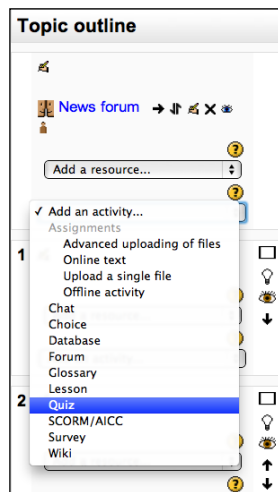 Topic outline
News forum
?
Add a resource...
?
✓ Add an activity...
Assignments
Advanced uploading of files
Online text
Upload a single file
Offline activity
Chat
Choice
Database
Forum
Glossary
Lesson
Quiz
SCORM/AICC
Survey
Wiki
1
?
?
2
?
?